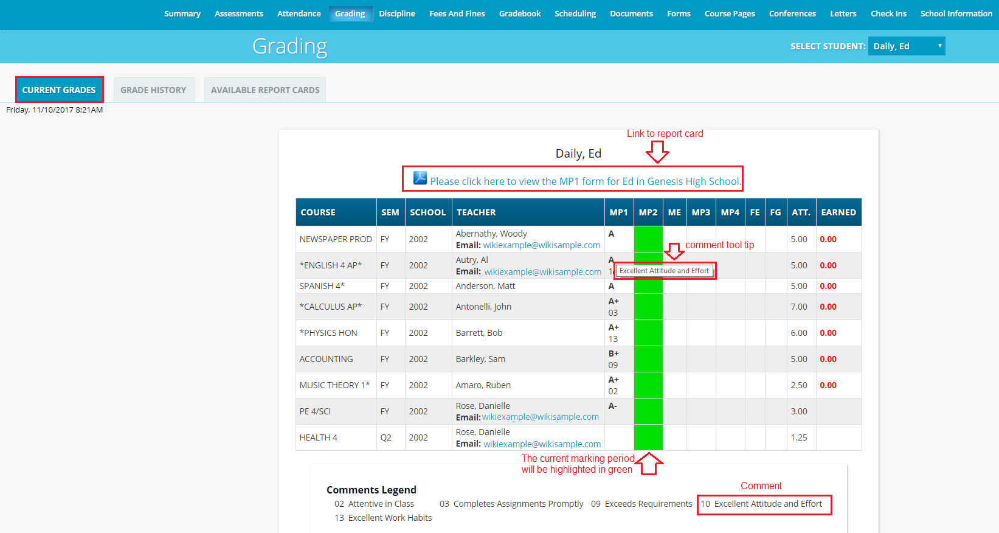 Summary Assessments Attendance Grading Discipline Fees And Fines Gradebook Scheduling Documents Forms Course Pages Conferences Letters Check Ins School Information
Grading
SELECT STUDENT: Daily, Ed
CURRENT GRADES GRADE HISTORY AVAILABLE REPORT CARDS
Friday, 11/10/2017 8:21AM
Link to report card
Daily, Ed
Please click here to view the MP1 form for Ed in Genesis High School.
COURSE SEM SCHOOL TEACHER MP1 MP2 ME MP3 MP4 FE FG ATT. EARNED
NEWSPAPER PROD FY 2002 Abernathy, Woody A 5.00 0.00
Email: wikiexample@wikisample.com
comment tool tip
*ENGLISH 4 AP* FY 2002 Autry, Al A 5.00 0.00
Email: wikiexample@wikisample.com
Excellent Attitude and Effort
SPANISH 4* FY 2002 Anderson, Matt A 5.00 0.00
*CALCULUS AP* FY 2002 Antonelli, John A+ 7.00 0.00
03
*PHYSICS HON FY 2002 Barrett, Bob A+ 6.00 0.00
13
ACCOUNTING FY 2002 Barkley, Sam B+ 5.00 0.00
09
MUSIC THEORY 1* FY 2002 Amaro, Ruben A+ 2.50 0.00
02
PE 4/SCI FY 2002 Rose, Danielle A- 3.00
Email: wikiexample@wikisample.com
HEALTH 4 Q2 2002 Rose, Danielle 1.25
Email: wikiexample@wikisample.com
The current marking period
will be highlighted in green
Comment
Comments Legend
02 Attentive in Class 03 Completes Assignments Promptly 09 Exceeds Requirements 10 Excellent Attitude and Effort
13 Excellent Work Habits